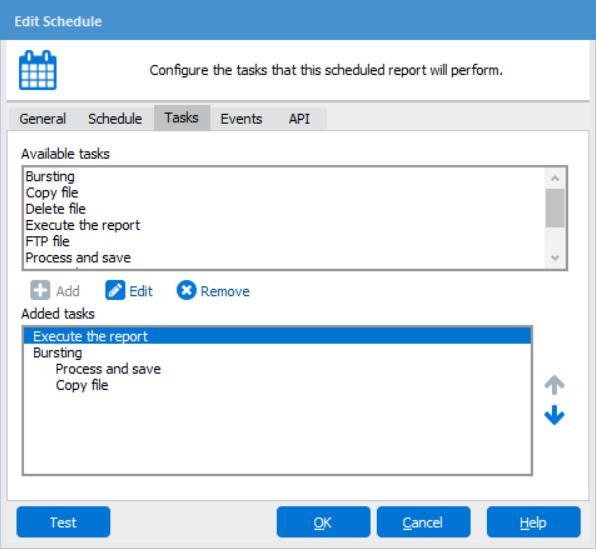 Edit Schedule
Configure the tasks that this scheduled report will perform.
General Schedule Tasks Events API
Available tasks
Bursting
Copy file
Delete file
Execute the report
FTP file
Process and save
Add Edit Remove
Added tasks
Execute the report
Bursting
Process and save
Copy file
Test OK Cancel Help